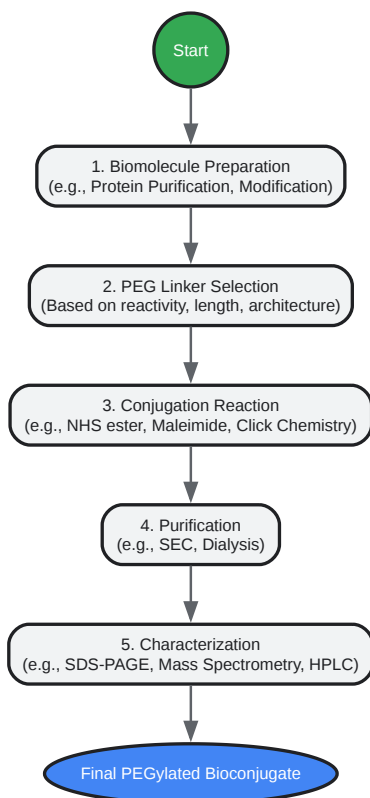 Start
1. Biomolecule Preparation
(e.g., Protein Purification, Modification)
2. PEG Linker Selection
(Based on reactivity, length, architecture)
3. Conjugation Reaction
(e.g., NHS ester, Maleimide, Click Chemistry)
4. Purification
(e.g., SEC, Dialysis)
5. Characterization
(e.g., SDS-PAGE, Mass Spectrometry, HPLC)
Final PEGylated Bioconjugate